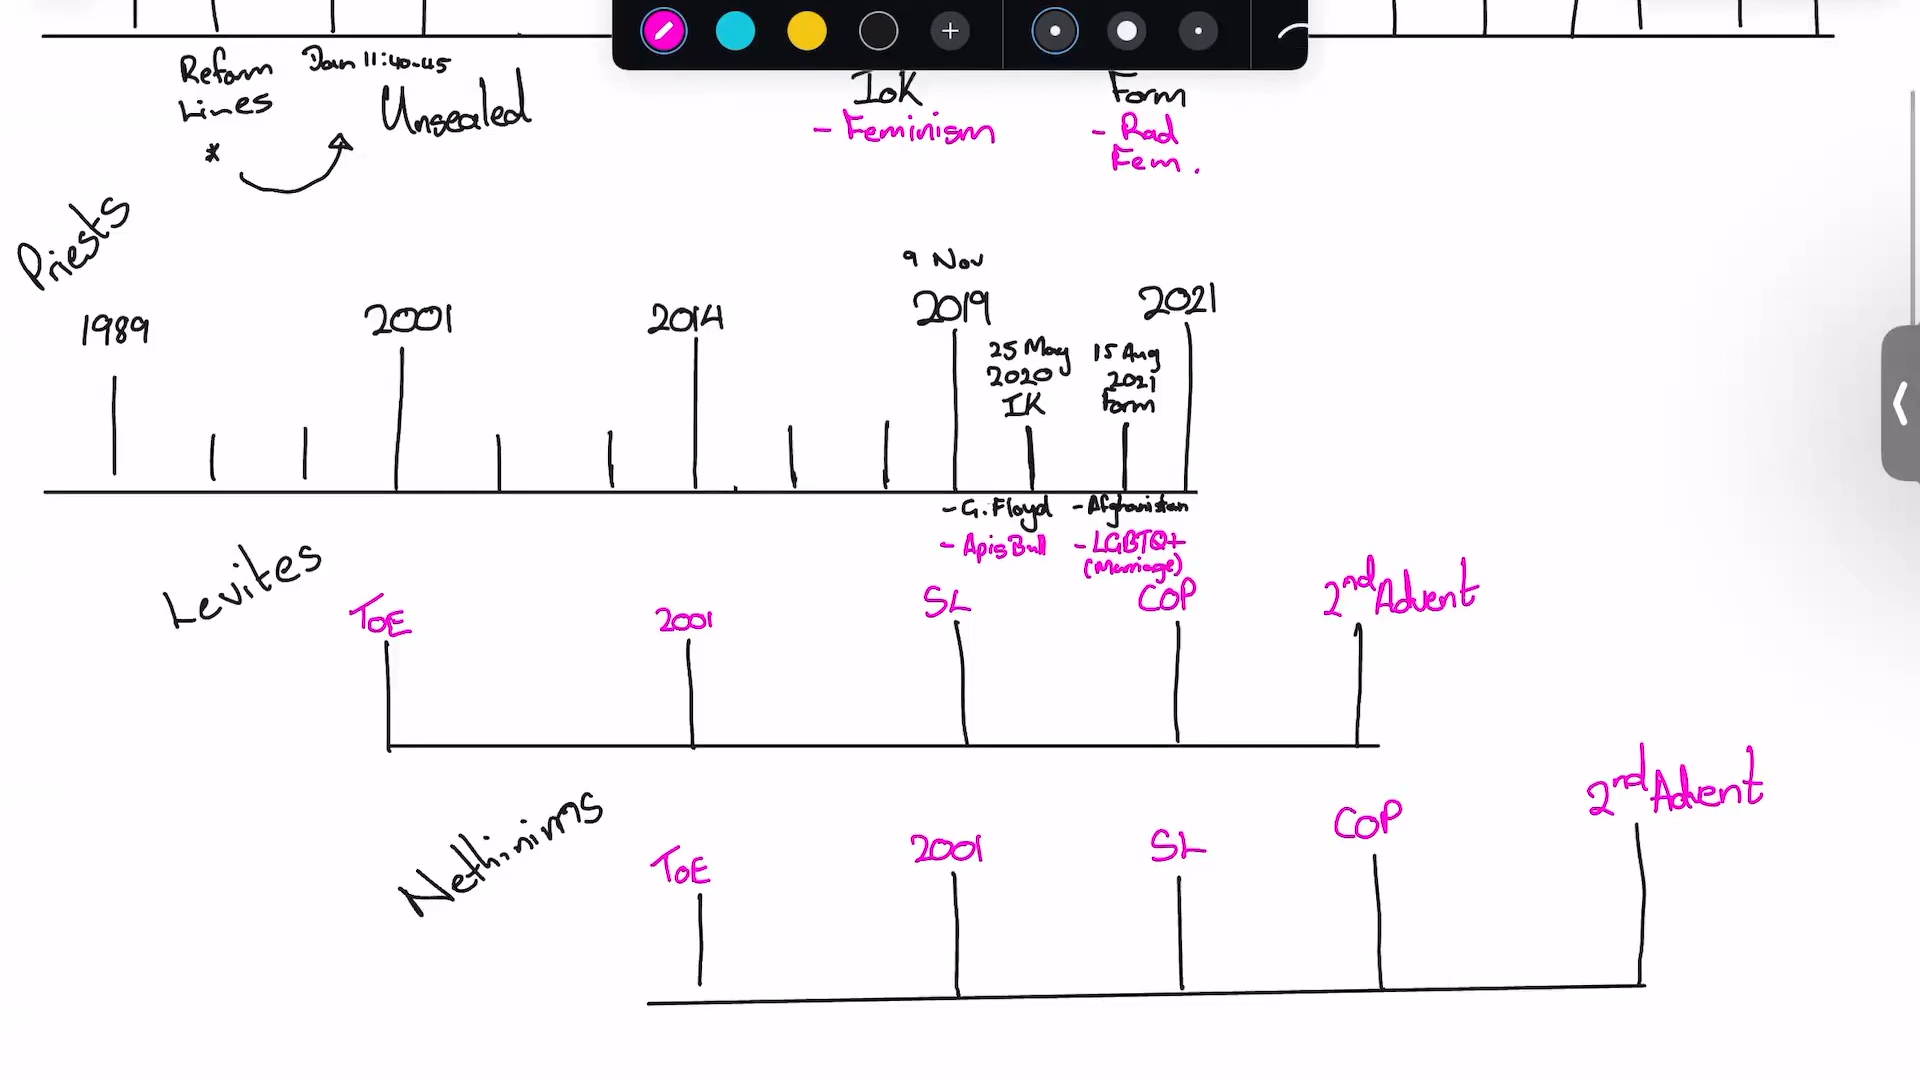 Reform
Lines
*
Dan 11:40-45
Unsealed
IoK
- Feminism
Form
- Rad
Fem.
Priests
1989
2001
2014
9 Nov
2019
25 May
2020
IK
15 Aug
2021
Form
2021
- G. Floyd
- Apis Bull
- Afghanistan
- LGBTQ+
(Marriage)
Levites
ToE
2001
SL
COP
2nd Advent
Nethinims
ToE
2001
SL
COP
2nd Advent